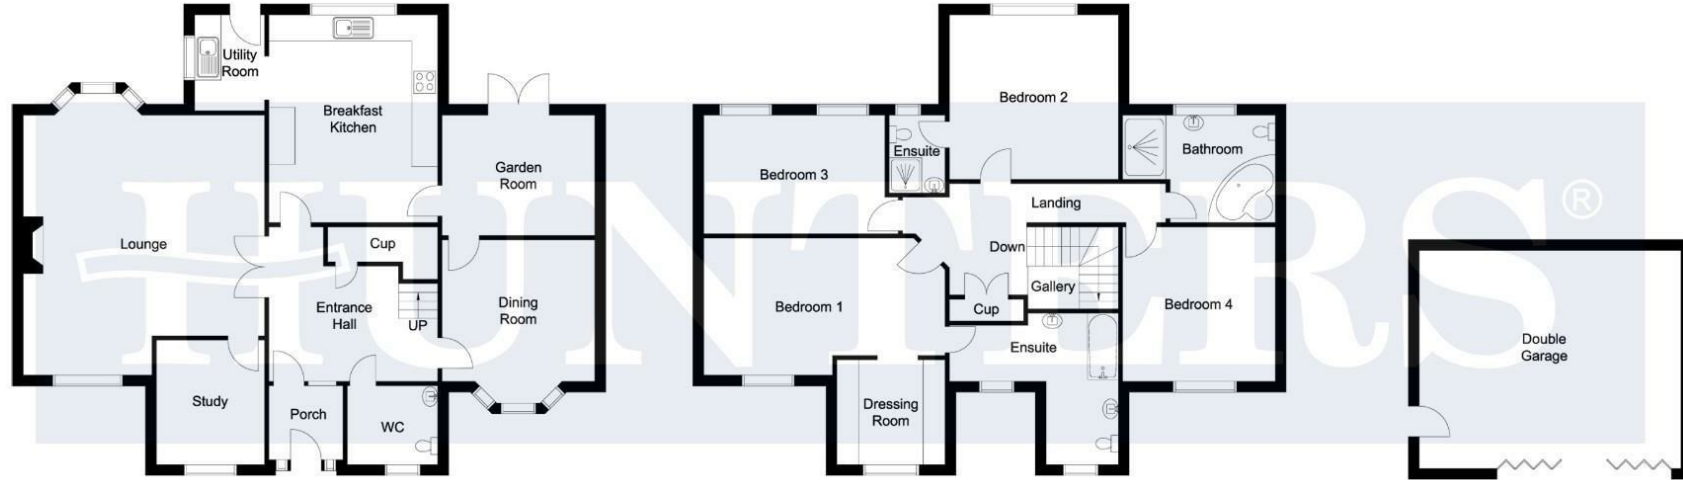 Utility
Room
Breakfast
Kitchen
Garden
Room
Lounge
Cup
Entrance
Hall
UP
Dining
Room
Study
Porch
WC
Bedroom 2
Ensuite
Bathroom
Bedroom 3
Landing
Down
Gallery
Bedroom 1
Cup
Bedroom 4
Ensuite
Dressing
Room
Double
Garage
HUNTERS®